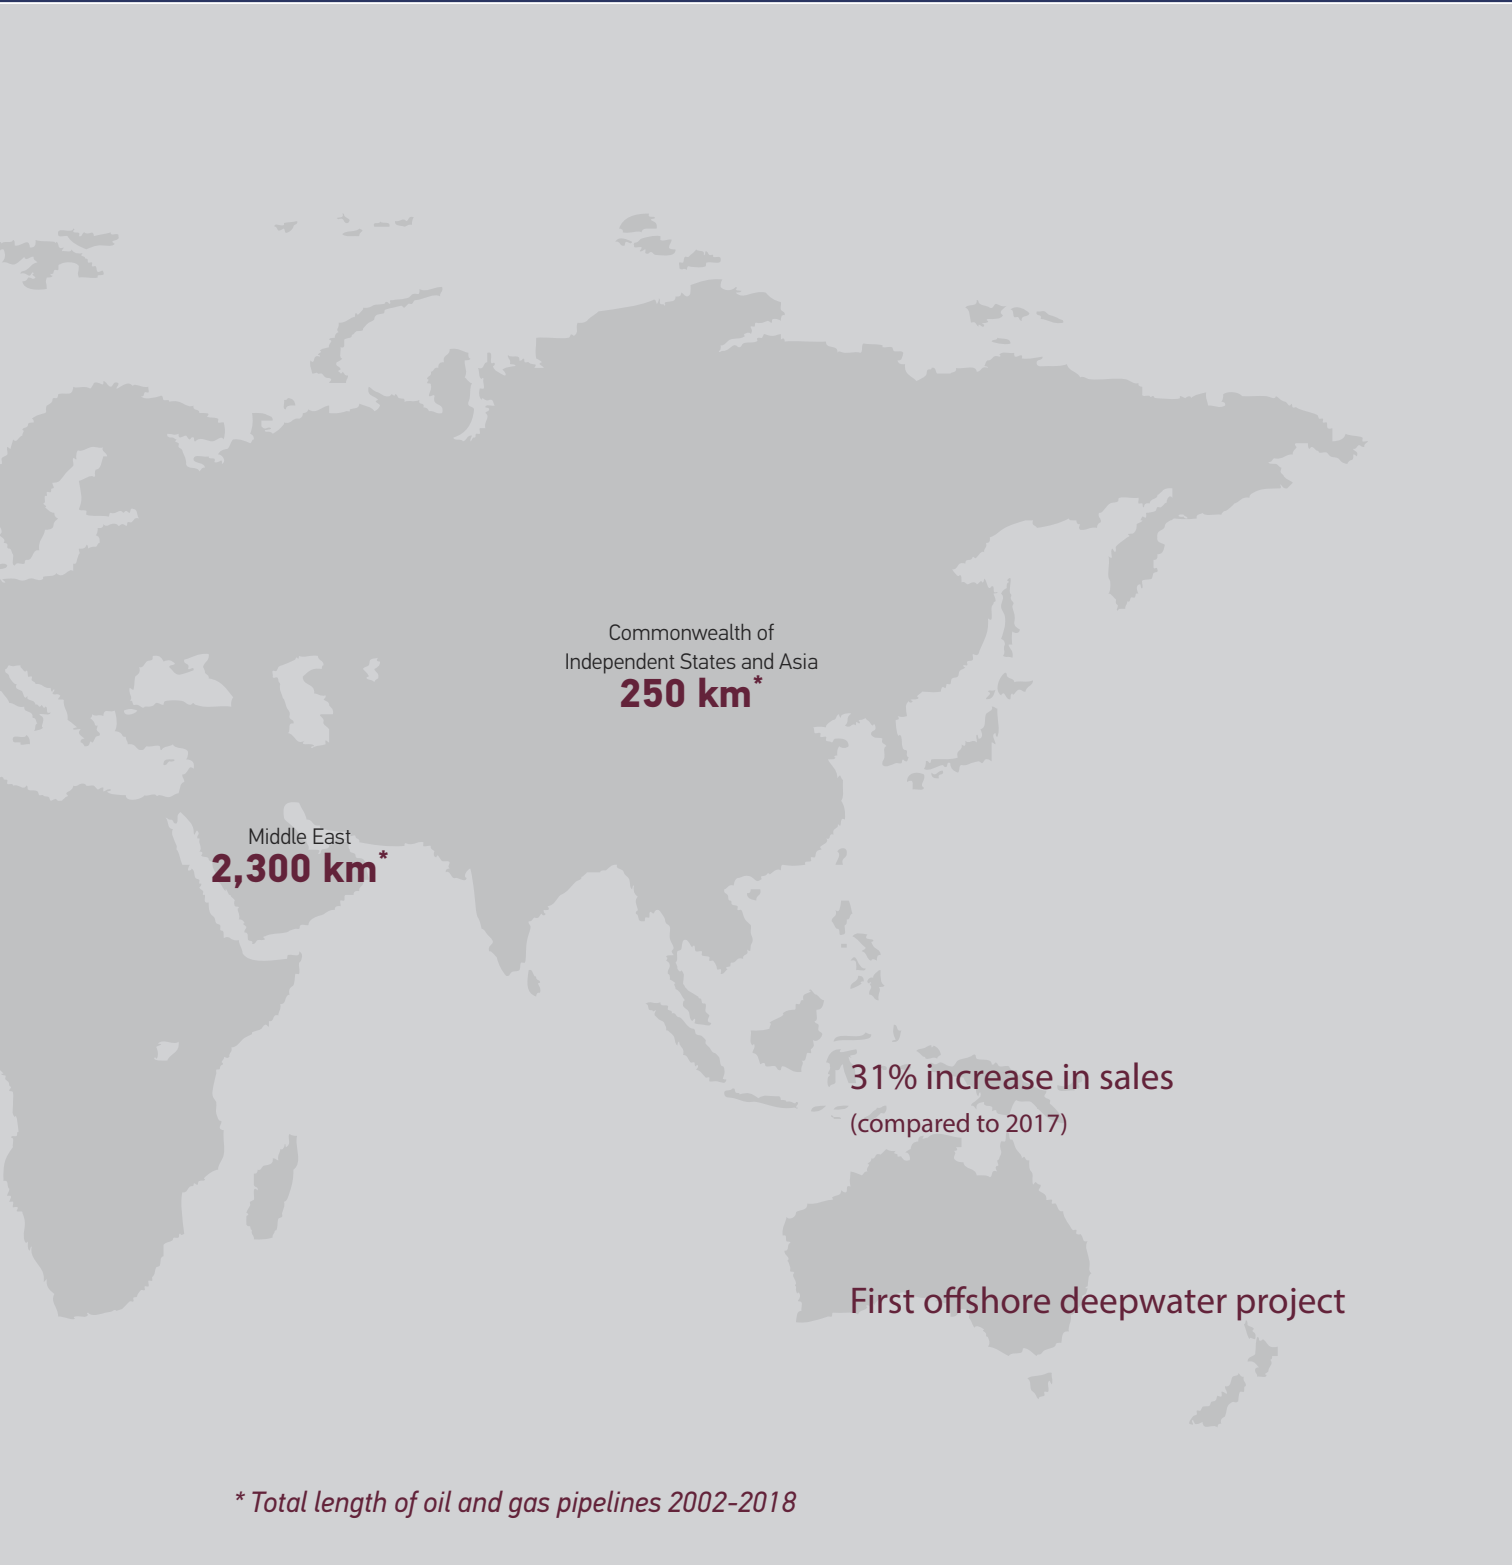 Commonwealth of
Independent States and Asia
250 km*
Middle East
2,300 km*
31% increase in sales
(compared to 2017)
First offshore deepwater project
* Total length of oil and gas pipelines 2002-2018